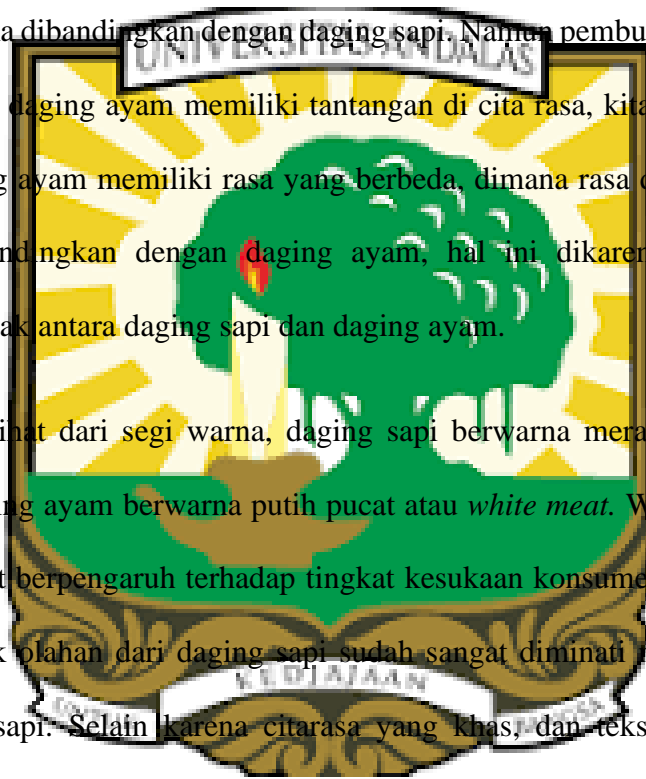 a dibandingkan dengan daging sapi. Namun pembu
UNIVERSITAS ANDALAS
daging ayam memiliki tantangan di cita rasa, kita
g ayam memiliki rasa yang berbeda, dimana rasa d
ndingkan dengan daging ayam, hal ini dikaren
ak antara daging sapi dan daging ayam.
ihat dari segi warna, daging sapi berwarna mera
ing ayam berwarna putih pucat atau white meat. W
t berpengaruh terhadap tingkat kesukaan konsume
k olahan dari daging sapi sudah sangat diminati
KEDJAJAAN
sapi. Selain karena citarasa yang khas, dan teks